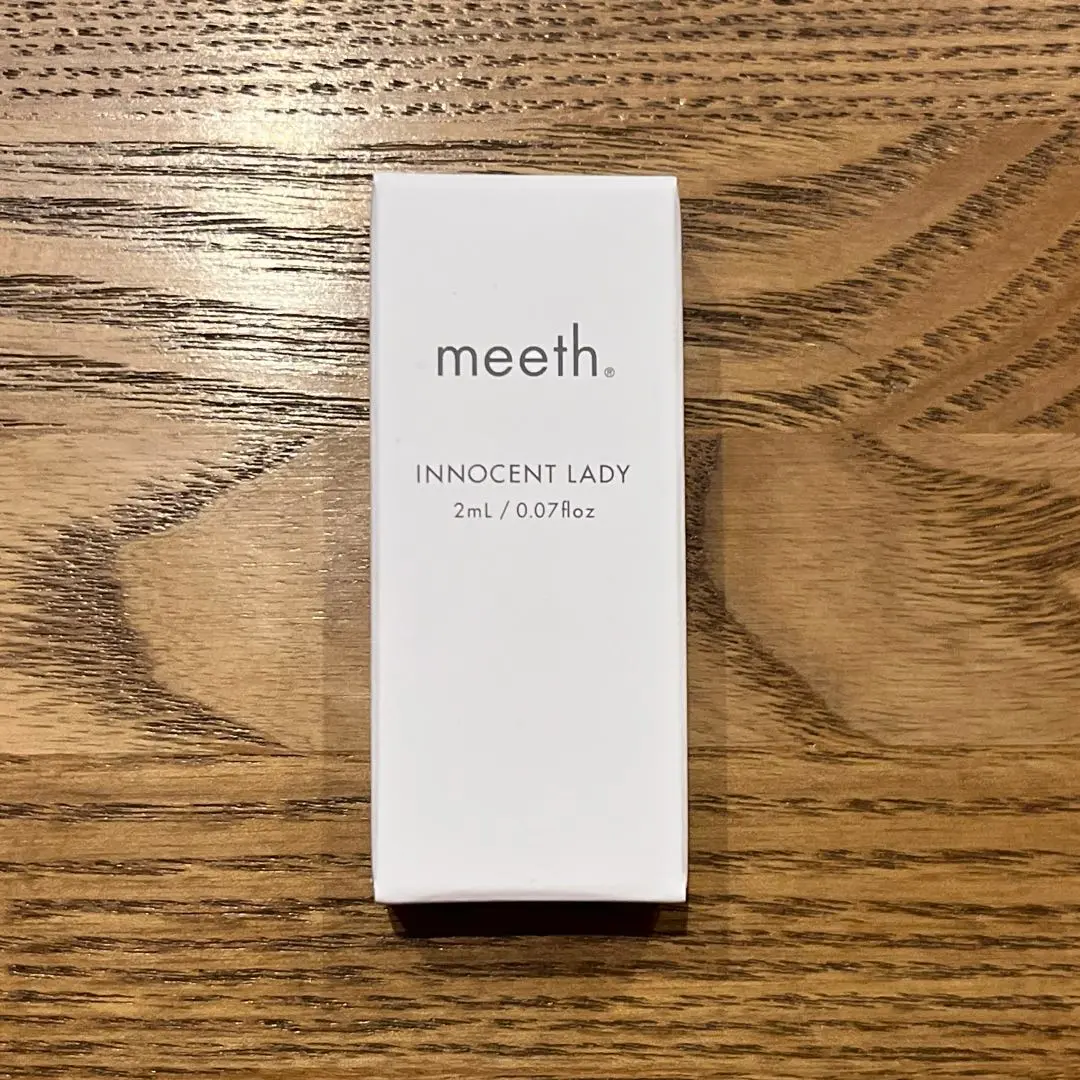 meeth®
INNOCENT LADY
2mL / 0.07floz